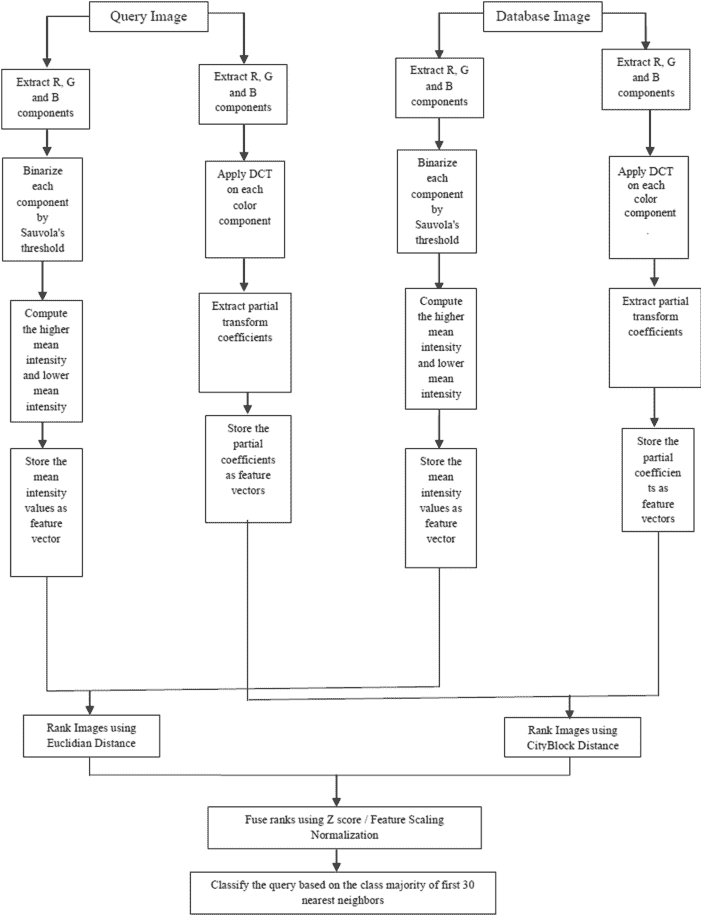 Query Image
Database Image
Extract R, G
and B
components
Extract R, G
and B
components
Extract R, G
and B
components
Extract R, G
and B
components
Binarize
each
component
by
Sauvola's
threshold
Apply DCT
on each
color
component
Binarize
each
component
by
Sauvola's
threshold
Apply DCT
on each
color
component
.
Compute
the higher
mean
intensity
and lower
mean
intensity
Extract partial
transform
coefficients
Compute
the higher
mean
intensity
and lower
mean
intensity
Extract partial
transform
coefficients
Store the
mean
intensity
values as
feature
vector
Store the
partial
coefficients
as feature
vectors
Store the
mean
intensity
values as
feature
vector
Store the
partial
coefficien
ts as
feature
vectors
Rank Images using
Euclidian Distance
Rank Images using
CityBlock Distance
Fuse ranks using Z score / Feature Scaling
Normalization
Classify the query based on the class majority of first 30
nearest neighbors